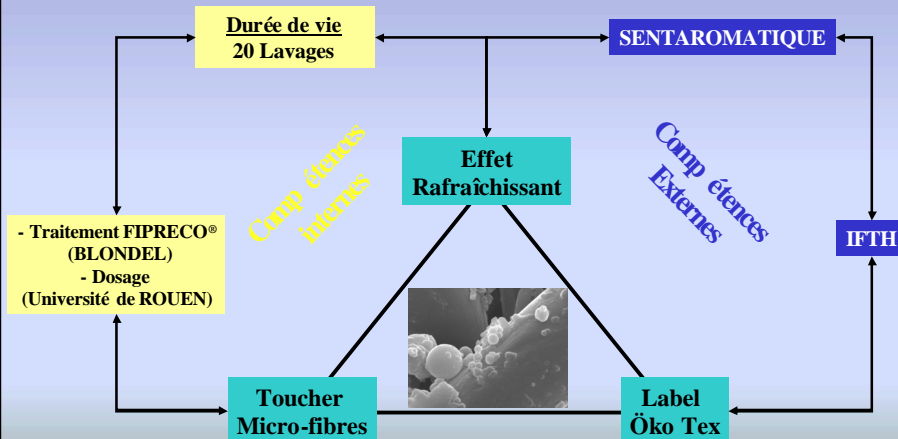 Durée de vie
20 Lavages
SENTAROMATIQUE
Comp étences
internes
Effet
Rafraîchissant
Comp étences
Externes
- Traitement FIPRECO®
(BLONDEL)
- Dosage
(Université de ROUEN)
IFTH
Toucher
Micro-fibres
Label
Öko Tex